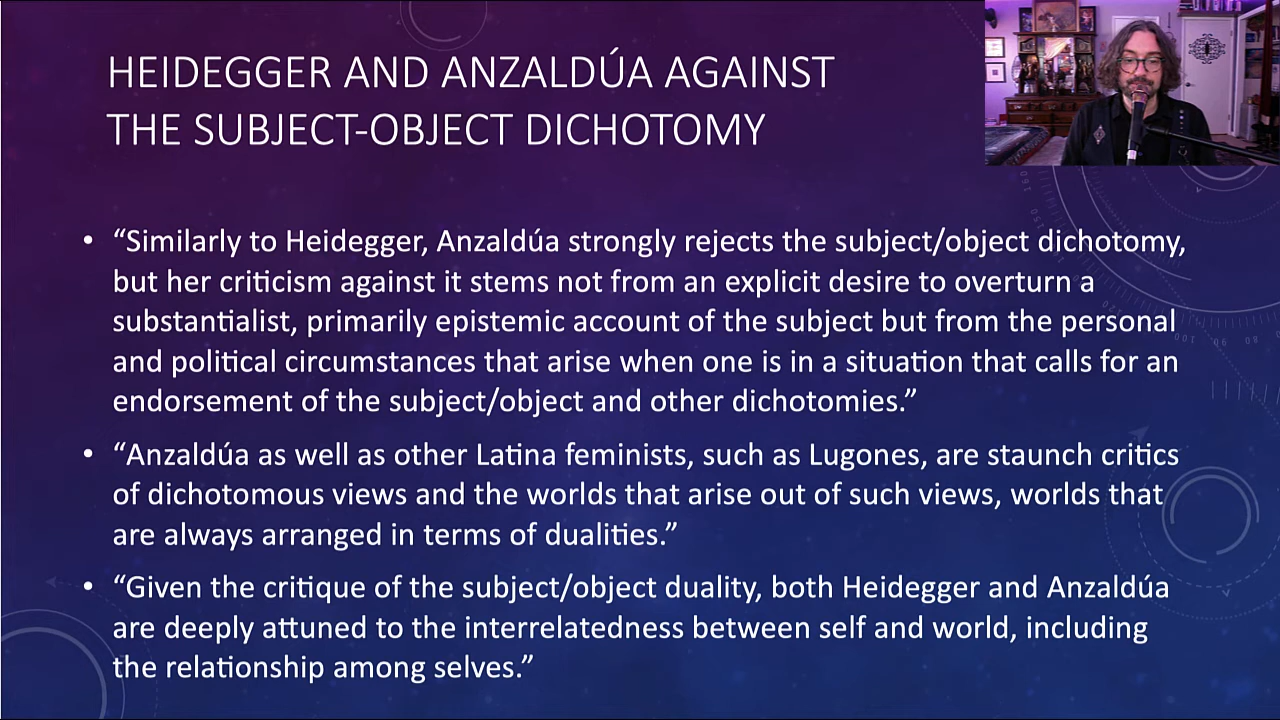 HEIDEGGER AND ANZALDÚA AGAINST
THE SUBJECT-OBJECT DICHOTOMY
• “Similarly to Heidegger, Anzaldúa strongly rejects the subject/object dichotomy,
but her criticism against it stems not from an explicit desire to overturn a
substantialist, primarily epistemic account of the subject but from the personal
and political circumstances that arise when one is in a situation that calls for an
endorsement of the subject/object and other dichotomies.”
• “Anzaldúa as well as other Latina feminists, such as Lugones, are staunch critics
of dichotomous views and the worlds that arise out of such views, worlds that
are always arranged in terms of dualities.”
• “Given the critique of the subject/object duality, both Heidegger and Anzaldúa
are deeply attuned to the interrelatedness between self and world, including
the relationship among selves.”